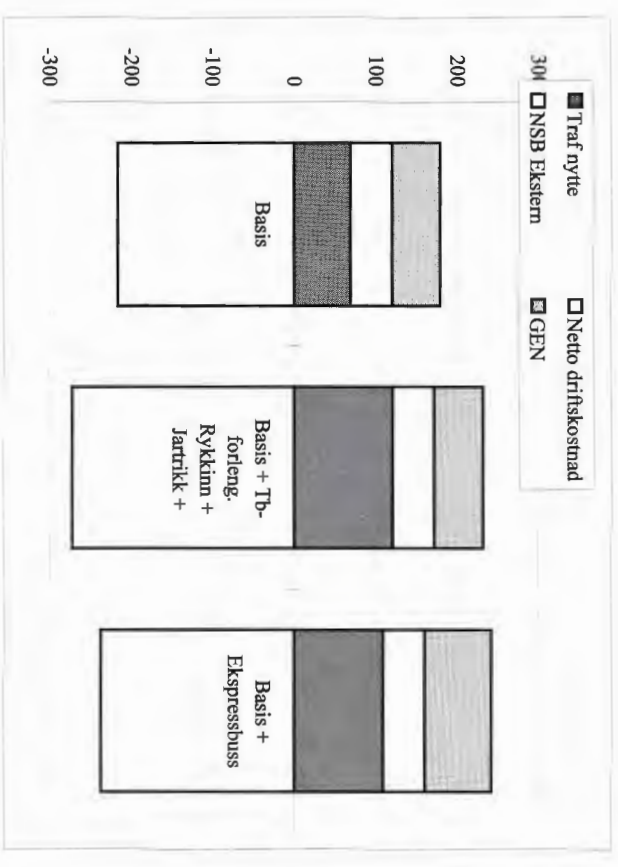 Traf nytte
Netto driftskostnad
NSB Ekstern
GEN
300
200
100
0
-100
-200
-300
Basis
Basis + Tb-
forleng.
Rykkinn +
Jartrikk +
Basis +
Ekspressbuss